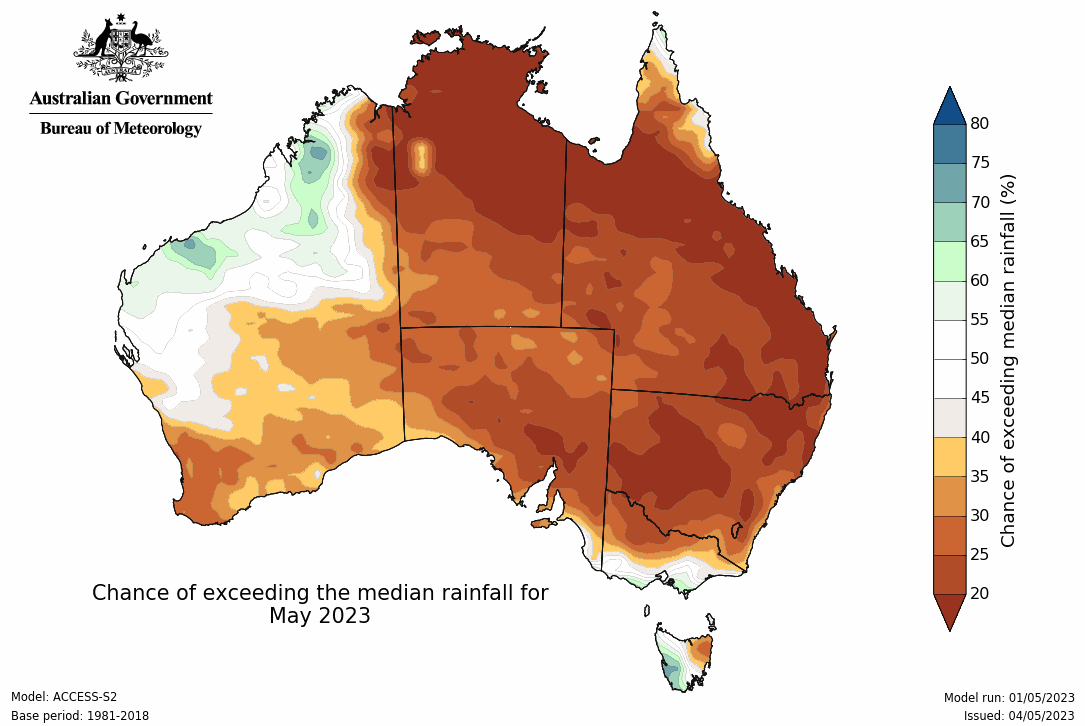 Australian Government
Bureau of Meteorology
80
75
70
65
60
55
50
45
40
35
30
25
20
Chance of exceeding median rainfall (%)
Chance of exceeding the median rainfall for
May 2023
Model: ACCESS-S2
Base period: 1981-2018
Model run: 01/05/2023
Issued: 04/05/2023